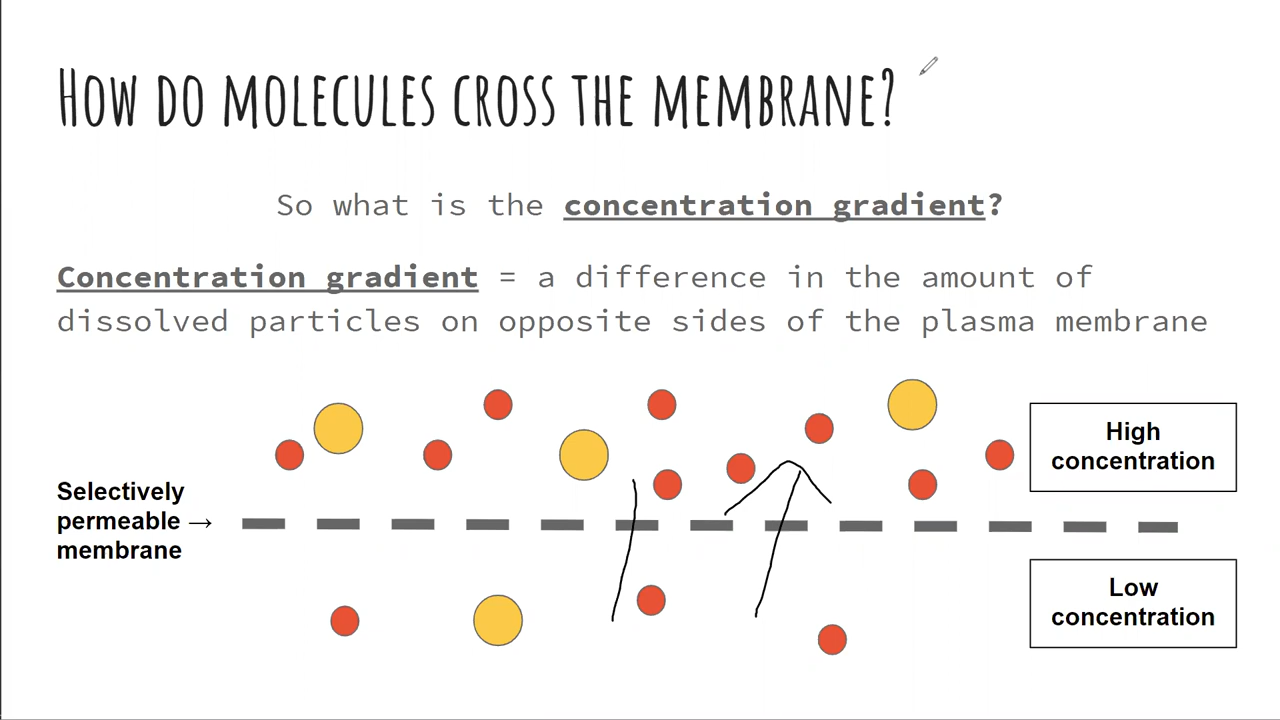 How do molecules cross the membrane?
So what is the concentration gradient?
Concentration gradient = a difference in the amount of
dissolved particles on opposite sides of the plasma membrane
High
concentration
Selectively
permeable →
membrane
Low
concentration